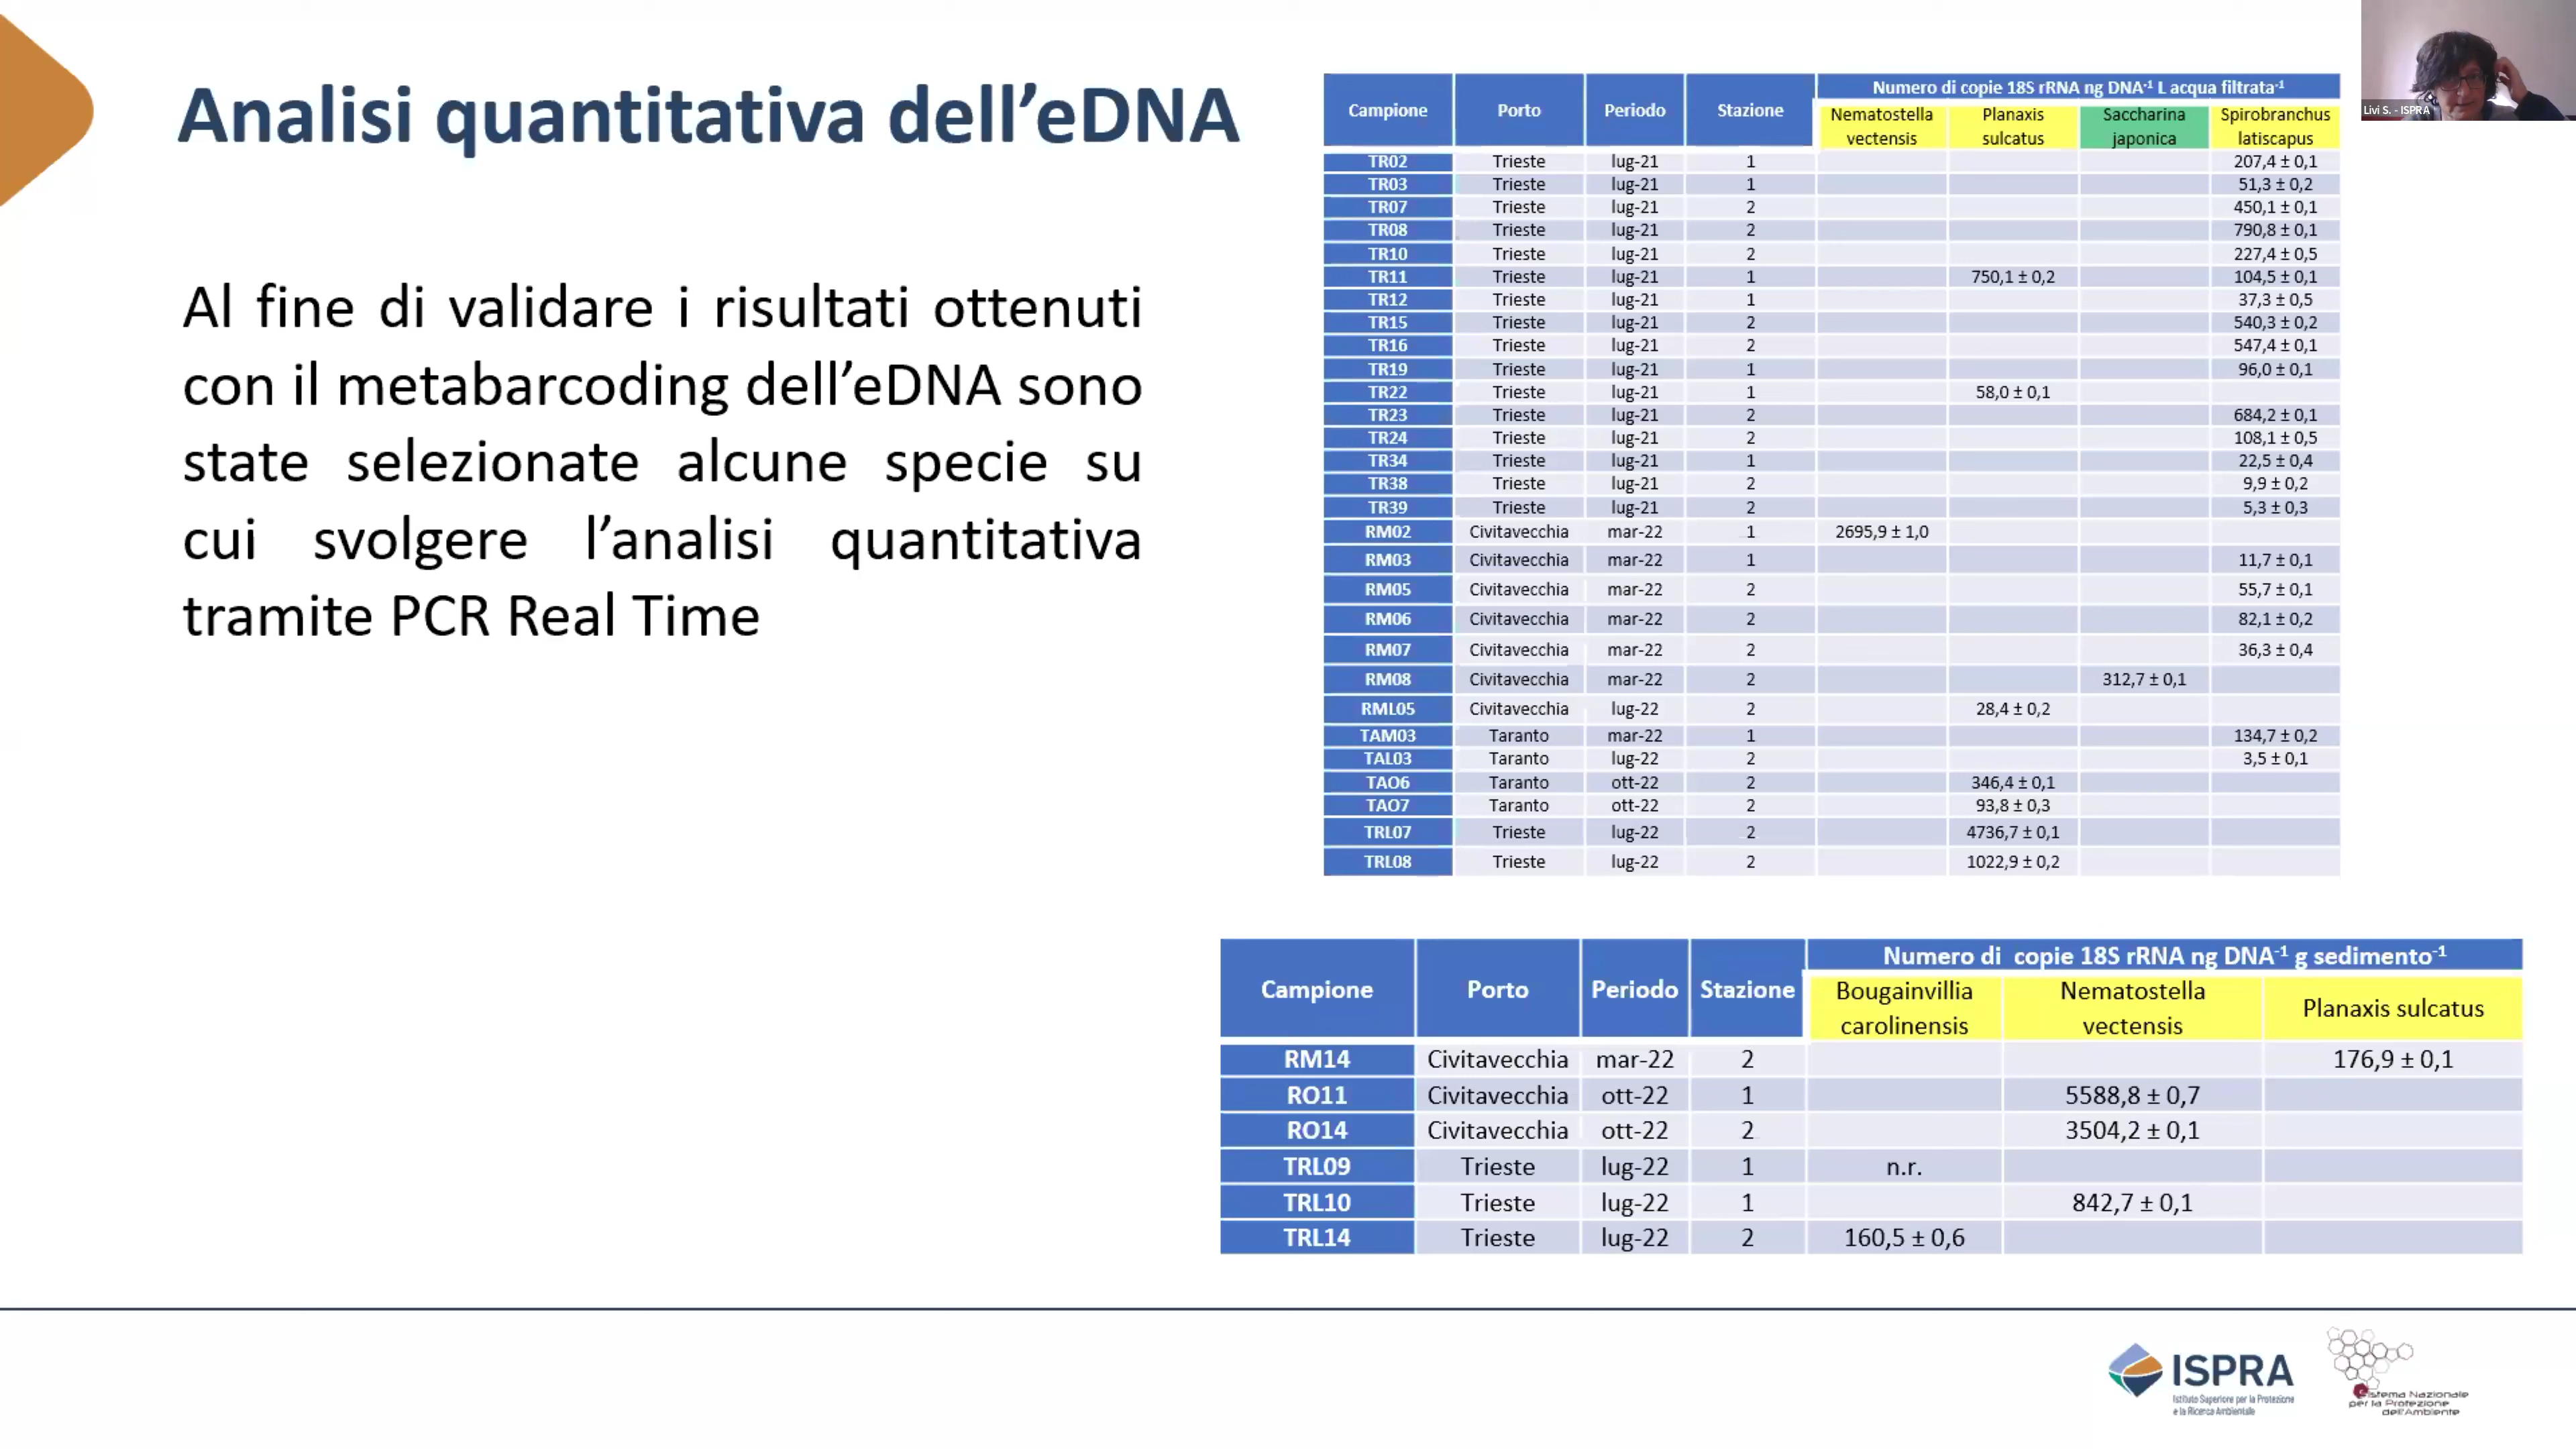 Analisi quantitativa dell’eDNA
Al fine di validare i risultati ottenuti
con il metabarcoding dell’eDNA sono
state selezionate alcune specie su
cui svolgere l’analisi quantitativa
tramite PCR Real Time
Campione Porto Periodo Stazione Numero di copie 18S rRNA ng DNA⁻¹ L acqua filtrata⁻¹
Nematostella vectensis Planaxis sulcatus Saccharina japonica Spirobranchus latiscapus
TR02 Trieste lug-21 1 207,4 ± 0,1
TR03 Trieste lug-21 1 51,3 ± 0,2
TR07 Trieste lug-21 2 450,1 ± 0,1
TR08 Trieste lug-21 2 790,8 ± 0,1
TR10 Trieste lug-21 2 227,4 ± 0,5
TR11 Trieste lug-21 1 750,1 ± 0,2 104,5 ± 0,1
TR12 Trieste lug-21 1 37,3 ± 0,5
TR15 Trieste lug-21 2 540,3 ± 0,2
TR16 Trieste lug-21 2 547,4 ± 0,1
TR19 Trieste lug-21 1 96,0 ± 0,1
TR22 Trieste lug-21 1 58,0 ± 0,1
TR23 Trieste lug-21 2 684,2 ± 0,1
TR24 Trieste lug-21 2 108,1 ± 0,5
TR34 Trieste lug-21 1 22,5 ± 0,4
TR38 Trieste lug-21 2 9,9 ± 0,2
TR39 Trieste lug-21 2 5,3 ± 0,3
RM02 Civitavecchia mar-22 1 2695,9 ± 1,0
RM03 Civitavecchia mar-22 1 11,7 ± 0,1
RM05 Civitavecchia mar-22 2 55,7 ± 0,1
RM06 Civitavecchia mar-22 2 82,1 ± 0,2
RM07 Civitavecchia mar-22 2 36,3 ± 0,4
RM08 Civitavecchia mar-22 2 312,7 ± 0,1
RML05 Civitavecchia lug-22 2 28,4 ± 0,2
TAM03 Taranto mar-22 1 134,7 ± 0,2
TAL03 Taranto lug-22 2 3,5 ± 0,1
TAO6 Taranto ott-22 2 346,4 ± 0,1
TAO7 Taranto ott-22 2 93,8 ± 0,3
TRL07 Trieste lug-22 2 4736,7 ± 0,1
TRL08 Trieste lug-22 2 1022,9 ± 0,2
Campione Porto Periodo Stazione Numero di copie 18S rRNA ng DNA⁻¹ g sedimento⁻¹
Bougainvillia carolinensis Nematostella vectensis Planaxis sulcatus
RM14 Civitavecchia mar-22 2 176,9 ± 0,1
RO11 Civitavecchia ott-22 1 5588,8 ± 0,7
RO14 Civitavecchia ott-22 2 3504,2 ± 0,1
TRL09 Trieste lug-22 1 n.r.
TRL10 Trieste lug-22 1 842,7 ± 0,1
TRL14 Trieste lug-22 2 160,5 ± 0,6
Livi S. - ISPRA
ISPRA
Istituto Superiore per la Protezione
e la Ricerca Ambientale
Sistema Nazionale
per la Protezione
dell'Ambiente